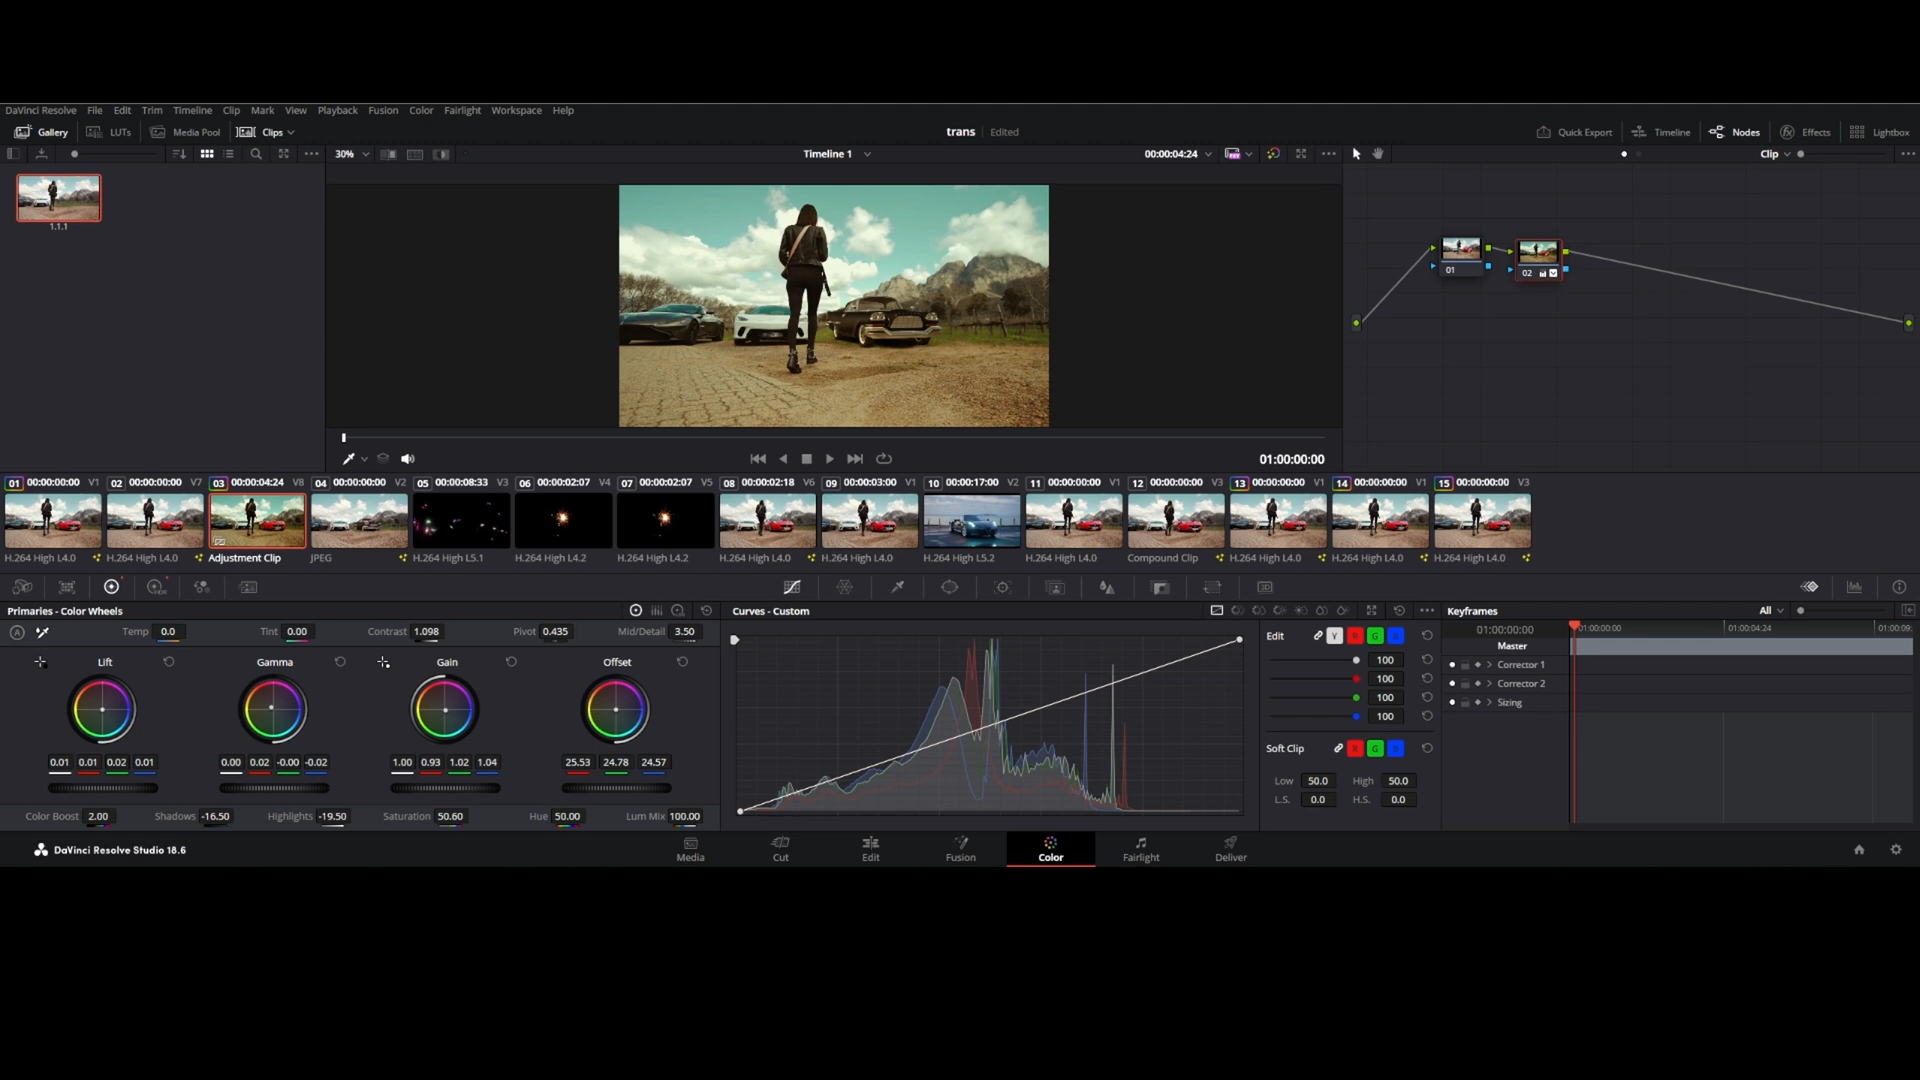 DaVinci Resolve File Edit Trim Timeline Clip Mark View Playback Fusion Color Fairlight Workspace Help
Gallery LUTs Media Pool Clips trans Edited Quick Export Timeline Nodes Effects Lightbox
30% Timeline 1 00:00:04:24 Clip
1.1.1
01
02
01:00:00:00
01 00:00:00:00 V1 02 00:00:00:00 V7 03 00:00:04:24 V8 04 00:00:00:00 V2 05 00:00:08:33 V3 06 00:00:02:07 V4 07 00:00:02:07 V5 08 00:00:02:18 V6 09 00:00:03:00 V1 10 00:00:17:00 V2 11 00:00:00:00 V1 12 00:00:00:00 V3 13 00:00:00:00 V1 14 00:00:00:00 V1 15 00:00:00:00 V3
H.264 High L4.0 H.264 High L4.0 Adjustment Clip JPEG H.264 High L5.1 H.264 High L4.2 H.264 High L4.2 H.264 High L4.0 H.264 High L4.0 H.264 High L5.2 H.264 High L4.0 Compound Clip H.264 High L4.0 H.264 High L4.0 H.264 High L4.0
HDR
3D
Primaries - Color Wheels Curves - Custom Keyframes All
A Temp 0.0 Tint 0.00 Contrast 1.098 Pivot 0.435 Mid/Detail 3.50 Edit Y R G B 01:00:00:00 01:00:00:00 01:00:04:24 01:00:09:
Master
Lift Gamma Gain Offset 100 Corrector 1
100 Corrector 2
100 Sizing
100
Soft Clip R G B
0.01 0.01 0.02 0.01 0.00 0.02 -0.00 -0.02 1.00 0.93 1.02 1.04 25.53 24.78 24.57
Low 50.0 High 50.0
L.S. 0.0 H.S. 0.0
Color Boost 2.00 Shadows -16.50 Highlights -19.50 Saturation 50.60 Hue 50.00 Lum Mix 100.00
DaVinci Resolve Studio 18.6 Media Cut Edit Fusion Color Fairlight Deliver